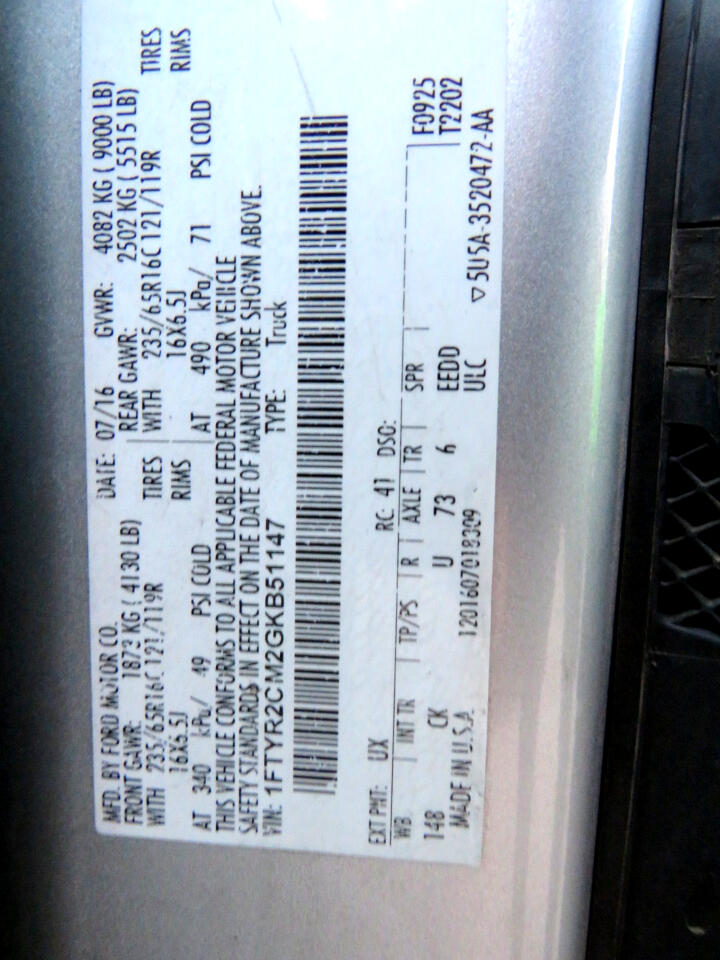 MFD. BY FORD MOTOR CO. DATE: 07/16 GVWR: 4082 KG ( 9000 LB)
FRONT GAWR: 1873 KG ( 4130 LB) REAR GAWR: 2502 KG ( 5515 LB)
WITH 235/65R16C 121/119R TIRES WITH 235/65R16C 121/119R TIRES
16X6.5J RIMS 16X6.5J RIMS
AT 340 kPa/ 49 PSI COLD AT 490 kPa/ 71 PSI COLD
THIS VEHICLE CONFORMS TO ALL APPLICABLE FEDERAL MOTOR VEHICLE
SAFETY STANDARDS IN EFFECT ON THE DATE OF MANUFACTURE SHOWN ABOVE.
VIN: 1FTYR2CM2GKB51147 TYPE: Truck
EXT PNT: UX RC: 41 DSO:
WB INT TR TP/PS R AXLE TR SPR F0925
148 CK U 73 6 EEDD T2202
MADE IN U.S.A. 1201607018309 ULC
▽ 5U5A-3520472-AA